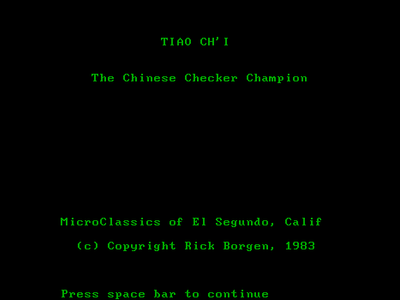 TIAO CH'I
The Chinese Checker Champion
MicroClassics of El Segundo, Calif
(c) Copyright Rick Borgen, 1983
Press space bar to continue